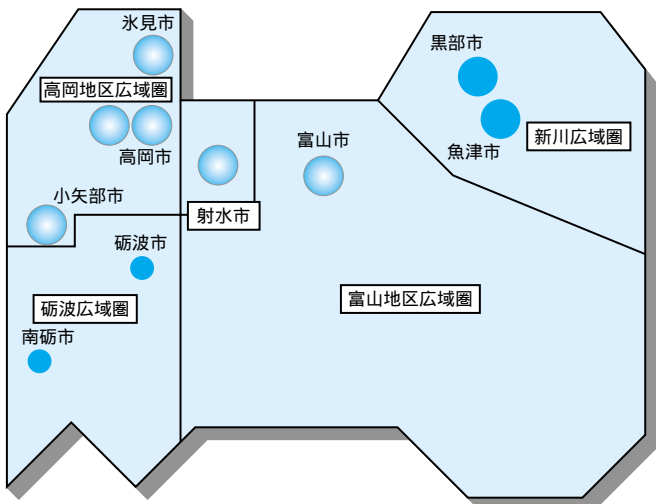 氷見市
高岡地区広域圏
高岡市
小矢部市
砺波市
砺波広域圏
南砺市
射水市
富山市
富山地区広域圏
黒部市
魚津市
新川広域圏